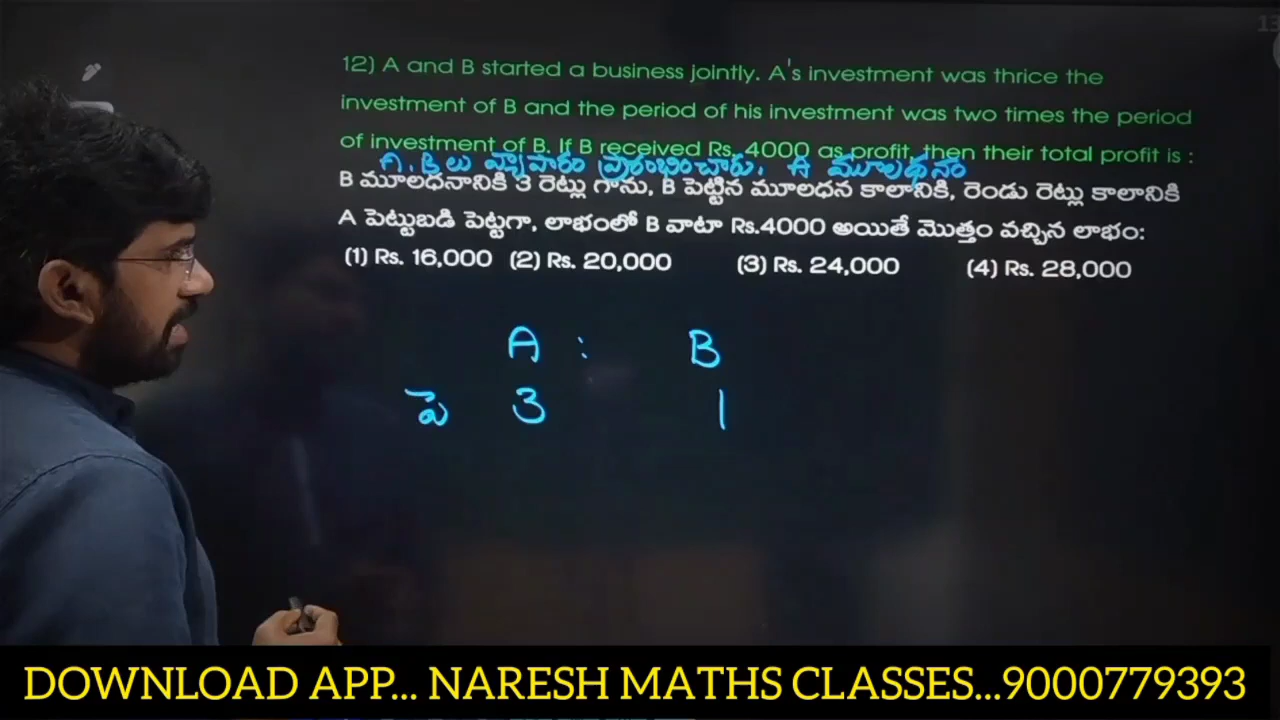 13
12) A and B started a business jointly. A's investment was thrice the
investment of B and the period of his investment was two times the period
of investment of B. If B received Rs. 4000 as profit, then their total profit is :
A, B లు వ్యాపారం ప్రారంభించారు. A మూలధనం
B మూలధనానికి 3 రెట్లు గాను, B పెట్టిన మూలధన కాలానికి, రెండు రెట్లు కాలానికి
A పెట్టుబడి పెట్టగా, లాభంలో B వాటా Rs.4000 అయితే మొత్తం వచ్చిన లాభం:
(1) Rs. 16,000 (2) Rs. 20,000 (3) Rs. 24,000 (4) Rs. 28,000
A : B
పె 3 1
DOWNLOAD APP... NARESH MATHS CLASSES...9000779393